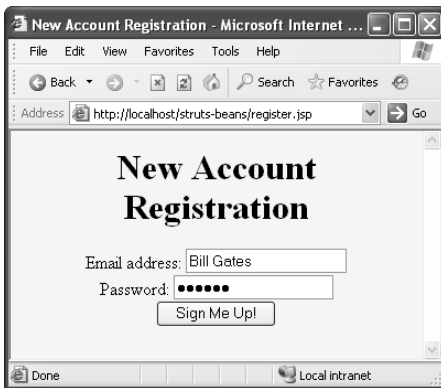 New Account Registration - Microsoft Internet ...
File Edit View Favorites Tools Help
Back Search Favorites
Address http://localhost/struts-beans/register.jsp Go
New Account
Registration
Email address: Bill Gates
Password: ••••••
Sign Me Up!
Done Local intranet